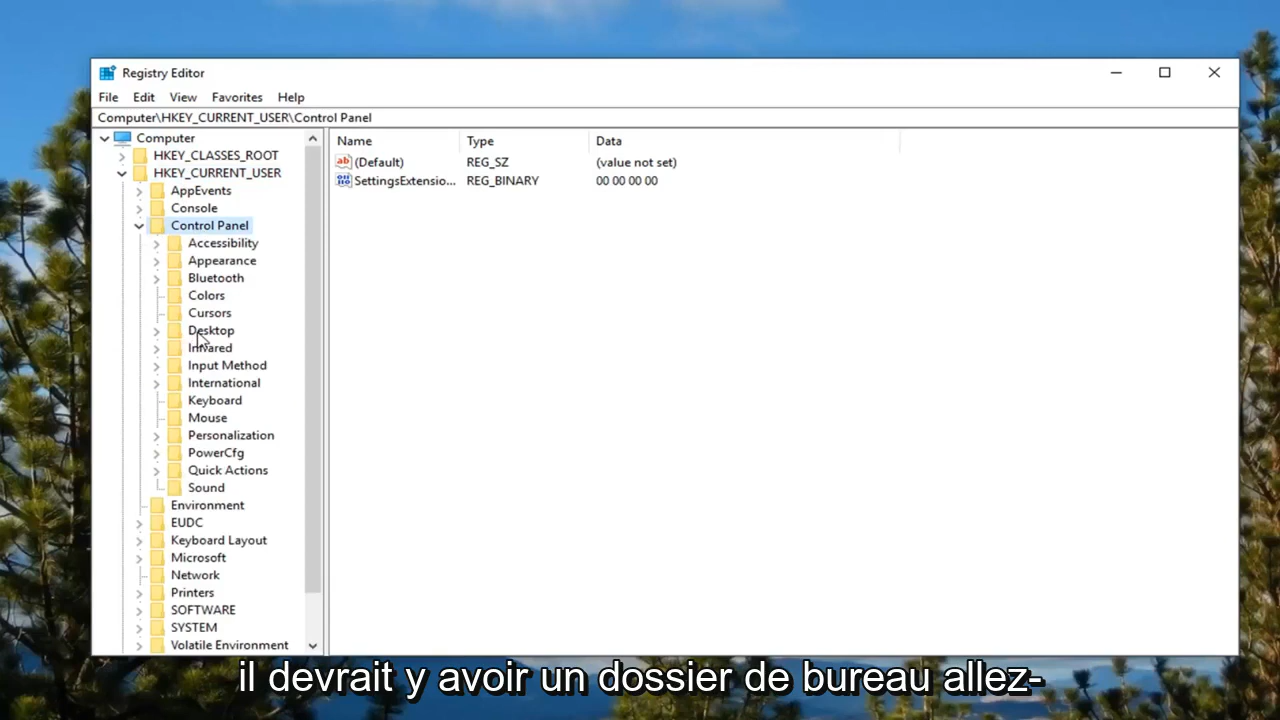 Registry Editor
File Edit View Favorites Help
Computer\HKEY_CURRENT_USER\Control Panel
Computer
HKEY_CLASSES_ROOT
HKEY_CURRENT_USER
AppEvents
Console
Control Panel
Accessibility
Appearance
Bluetooth
Colors
Cursors
Desktop
Infrared
Input Method
International
Keyboard
Mouse
Personalization
PowerCfg
Quick Actions
Sound
Environment
EUDC
Keyboard Layout
Microsoft
Network
Printers
SOFTWARE
SYSTEM
Volatile Environment
Name Type Data
(Default) REG_SZ (value not set)
SettingsExtensio... REG_BINARY 00 00 00 00
il devrait y avoir un dossier de bureau allez-